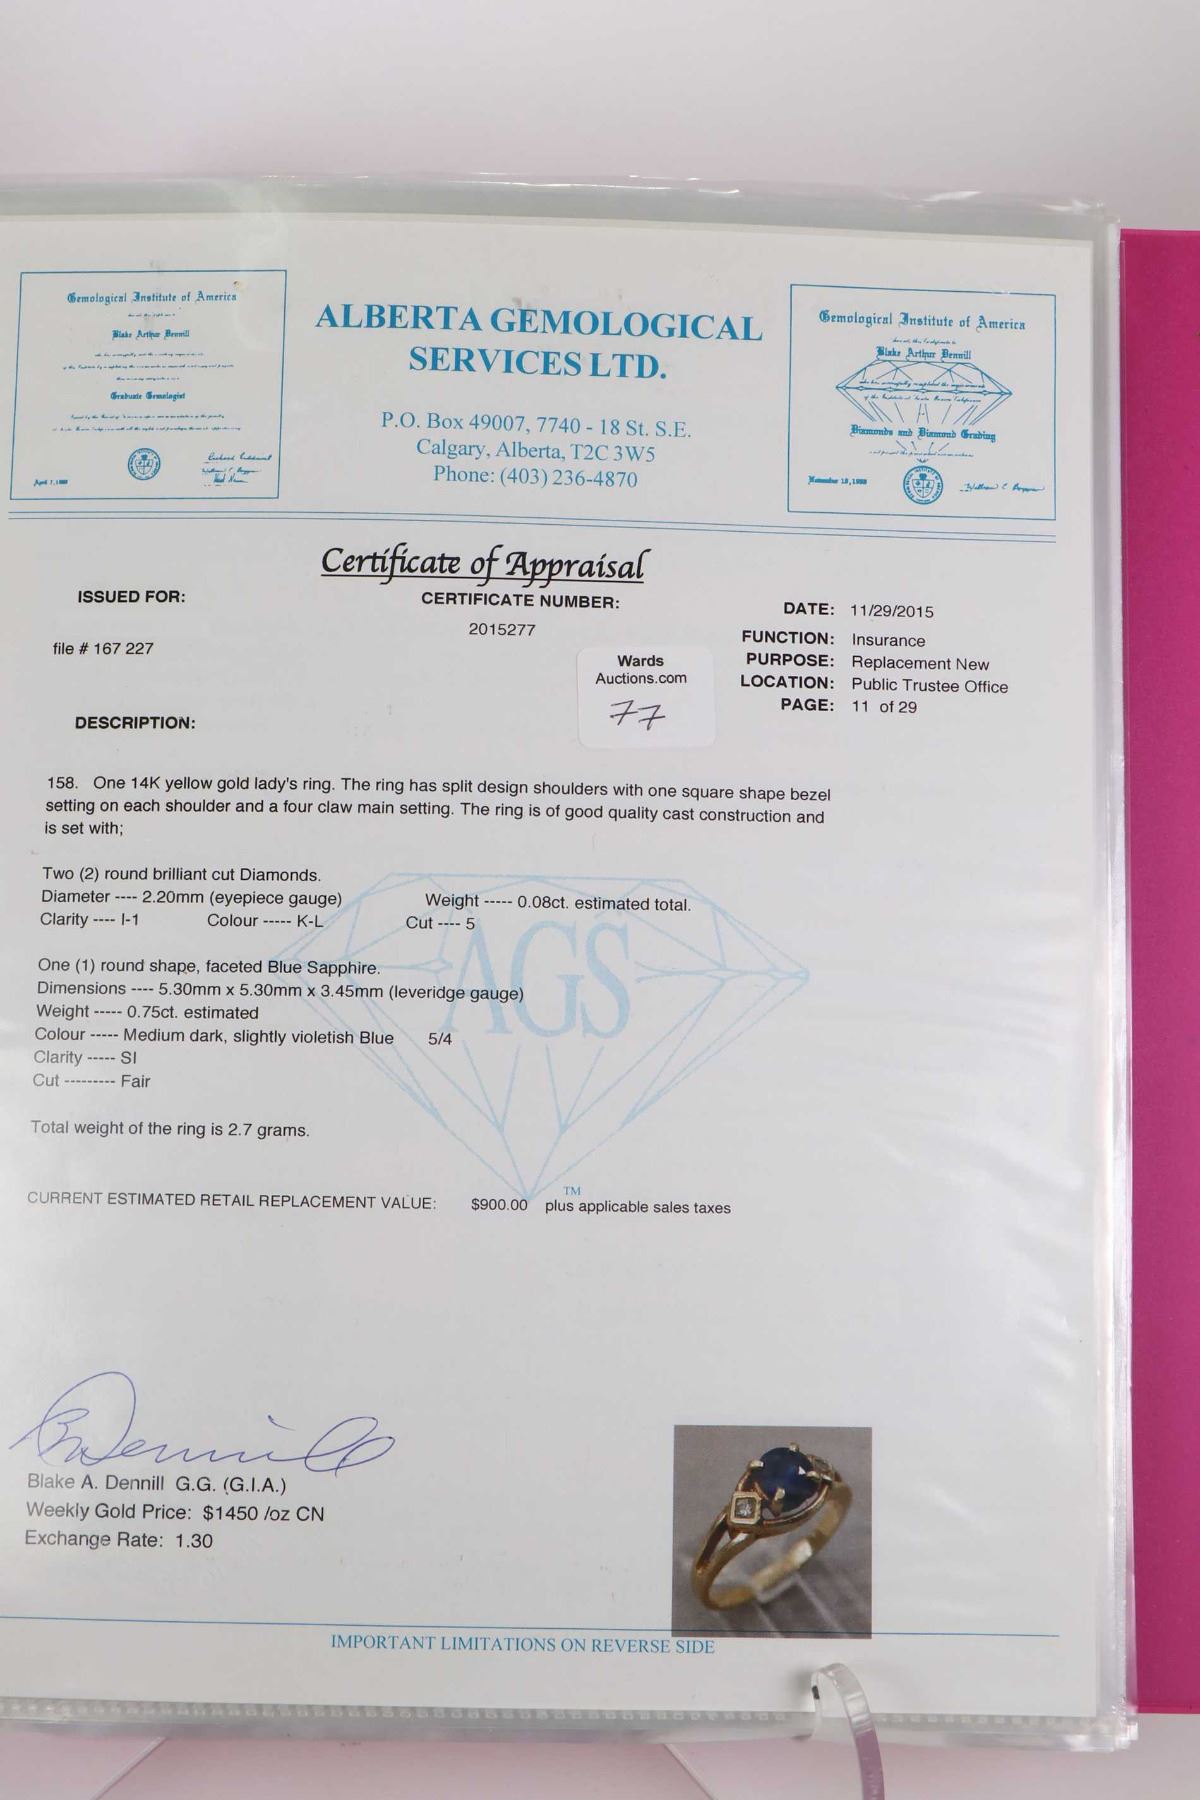 Gemological Institute of America
Blake Arthur Dennill
Graduate Gemologist
April 7, 1988
ALBERTA GEMOLOGICAL
SERVICES LTD.
P.O. Box 49007, 7740 - 18 St. S.E.
Calgary, Alberta, T2C 3W5
Phone: (403) 236-4870
Gemological Institute of America
Blake Arthur Dennill
Diamonds and Diamond Grading
Certificate of Appraisal
ISSUED FOR:
file # 167 227
CERTIFICATE NUMBER:
2015277
DATE: 11/29/2015
FUNCTION: Insurance
PURPOSE: Replacement New
LOCATION: Public Trustee Office
PAGE: 11 of 29
Wards
Auctions.com
77
DESCRIPTION:
158. One 14K yellow gold lady's ring. The ring has split design shoulders with one square shape bezel
setting on each shoulder and a four claw main setting. The ring is of good quality cast construction and
is set with;
Two (2) round brilliant cut Diamonds.
Diameter ---- 2.20mm (eyepiece gauge) Weight ----- 0.08ct. estimated total.
Clarity ---- I-1 Colour ----- K-L Cut ---- 5
AGS
One (1) round shape, faceted Blue Sapphire.
Dimensions ---- 5.30mm x 5.30mm x 3.45mm (leveridge gauge)
Weight ----- 0.75ct. estimated
Colour ----- Medium dark, slightly violetish Blue 5/4
Clarity ----- SI
Cut --------- Fair
Total weight of the ring is 2.7 grams.
TM
CURRENT ESTIMATED RETAIL REPLACEMENT VALUE: $900.00 plus applicable sales taxes
BDennill
Blake A. Dennill G.G. (G.I.A.)
Weekly Gold Price: $1450 /oz CN
Exchange Rate: 1.30
IMPORTANT LIMITATIONS ON REVERSE SIDE